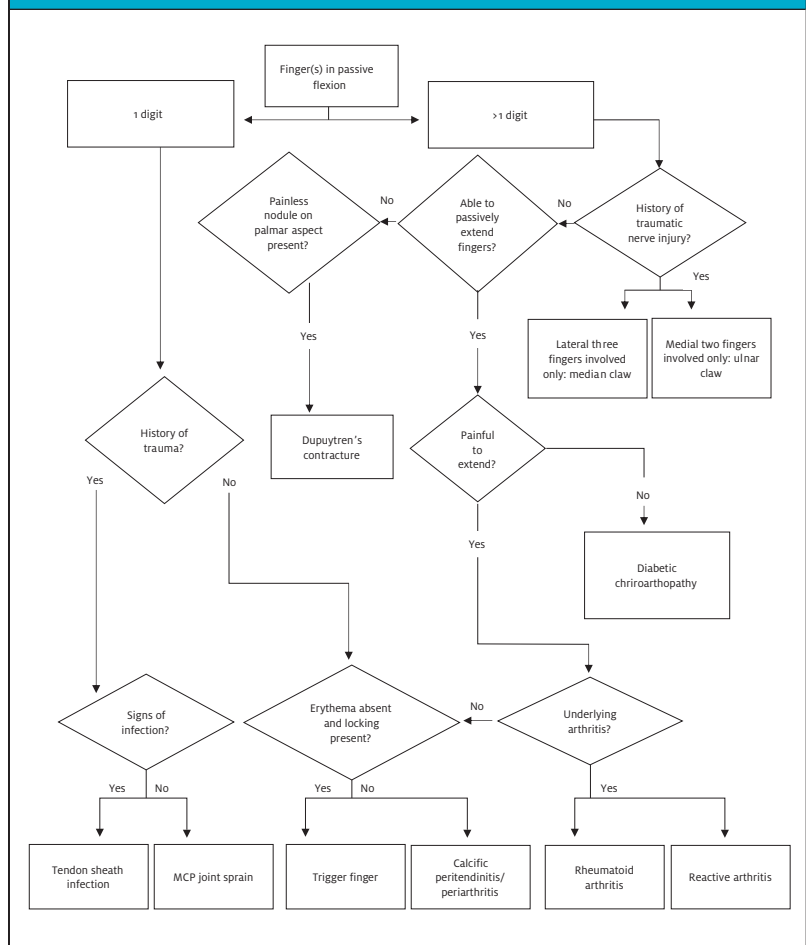 Finger(s) in passive
flexion
1 digit
>1 digit
Painless
nodule on
palmar aspect
present?
No
Able to
passively
extend
fingers?
No
History of
traumatic
nerve injury?
Yes
Yes
Yes
Lateral three
fingers involved
only: median claw
Medial two fingers
involved only: ulnar
claw
History of
trauma?
Dupuytren's
contracture
Painful
to
extend?
Yes
No
No
Yes
Diabetic
chriroarthopathy
Signs of
infection?
Erythema absent
and locking
present?
No
Underlying
arthritis?
Yes
No
Yes
No
Yes
Tendon sheath
infection
MCP joint sprain
Trigger finger
Calcific
peritendinitis/
periarthritis
Rheumatoid
arthritis
Reactive arthritis